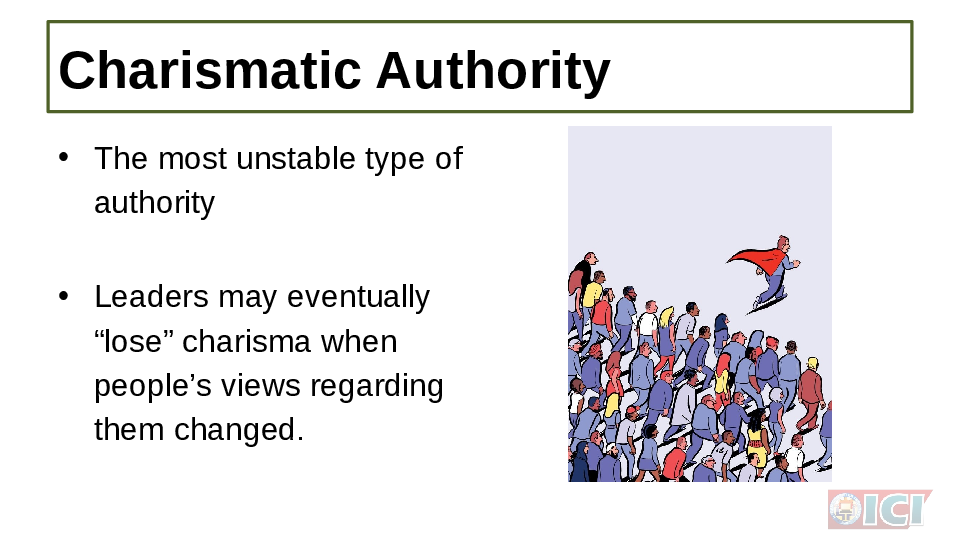 Charismatic Authority
• The most unstable type of
authority
• Leaders may eventually
“lose” charisma when
people’s views regarding
them changed.
ICI